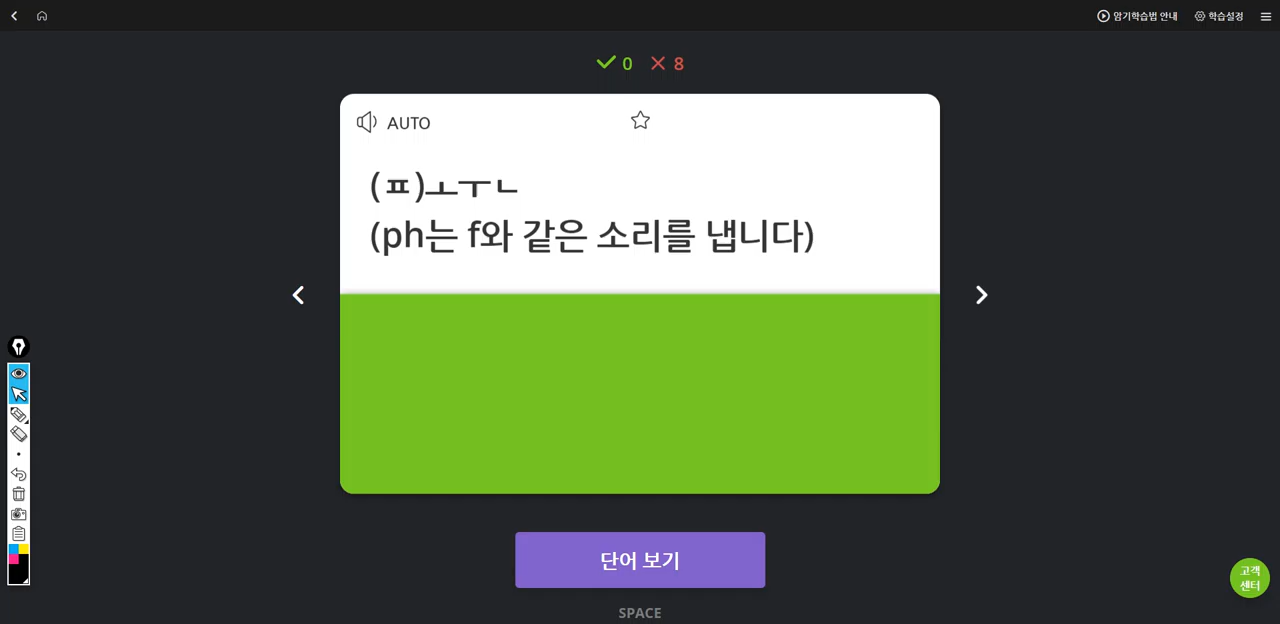 암기학습법 안내
학습설정
0
8
AUTO
(ㅍ)ㅗㅜㄴ
(ph는 f와 같은 소리를 냅니다)
단어 보기
SPACE
고객
센터